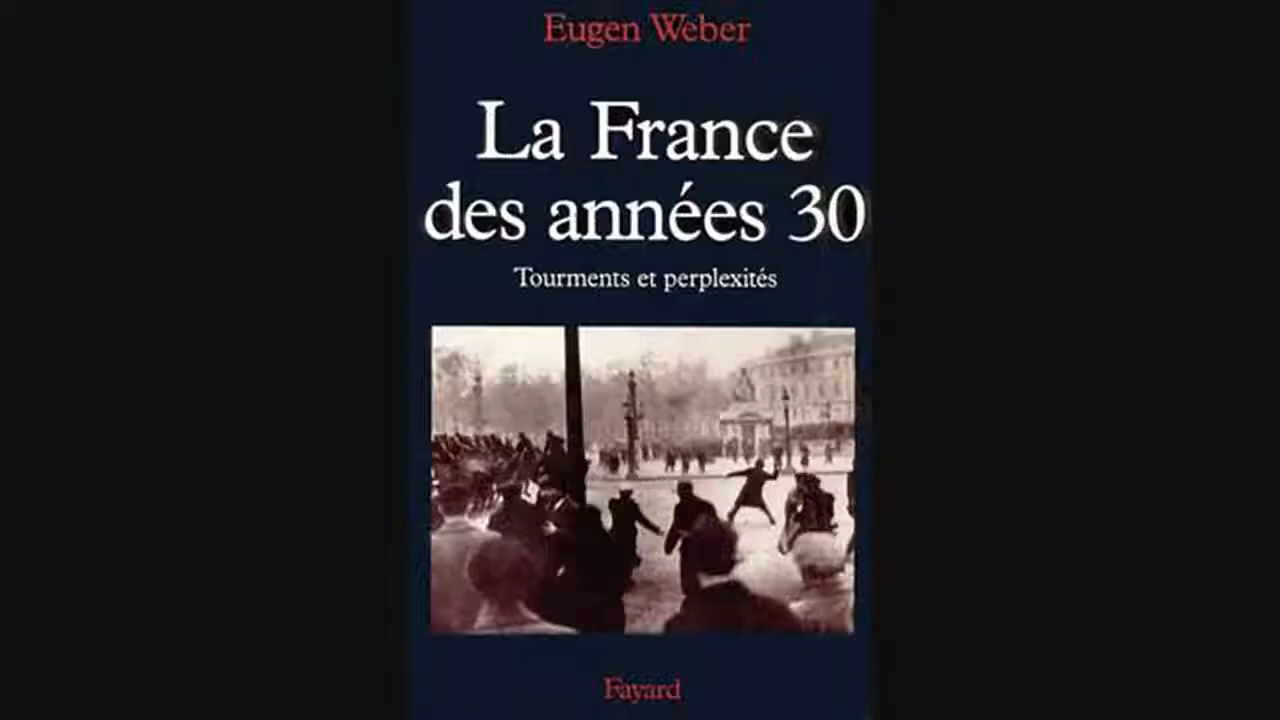 Eugen Weber
La France
des années 30
Tourments et perplexités
Fayard